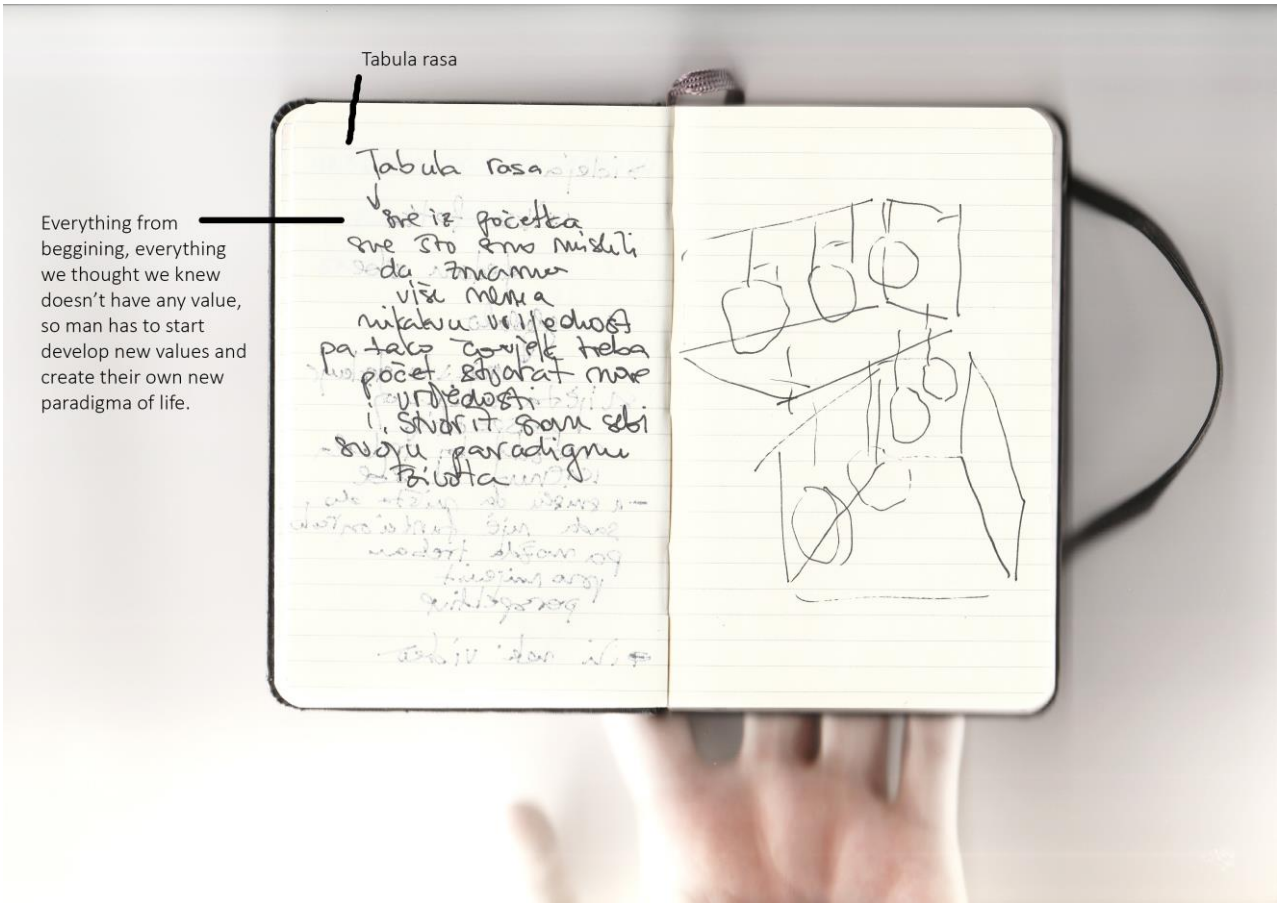 Tabula rasa
Everything from
beggining, everything
we thought we knew
doesn't have any value,
so man has to start
develop new values and
create their own new
paradigm of life.
Tabula rasa
sve iz početka
sve što smo mislili
da znamo
više nema
nikakvu vrijednost
pa tako čovjek treba
počet stvarat nove
vrijednosti
i stvorit sam sebi
svoju paradigmu
života